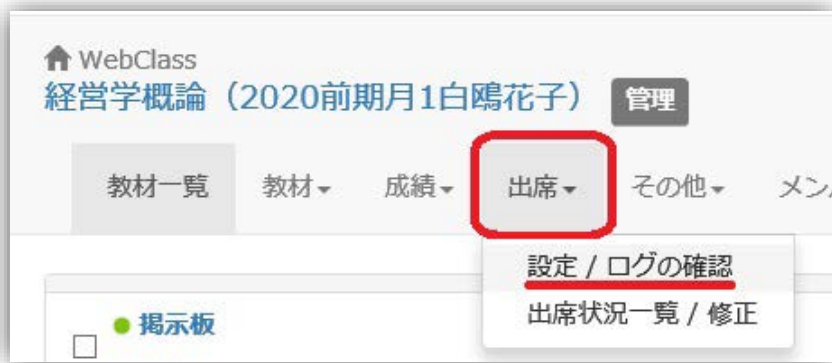 WebClass
経営学概論（2020前期月1白鴎花子） 管理
教材一覧 教材 成績 出席 その他 メン
設定 / ログの確認
出席状況一覧 / 修正
掲示板